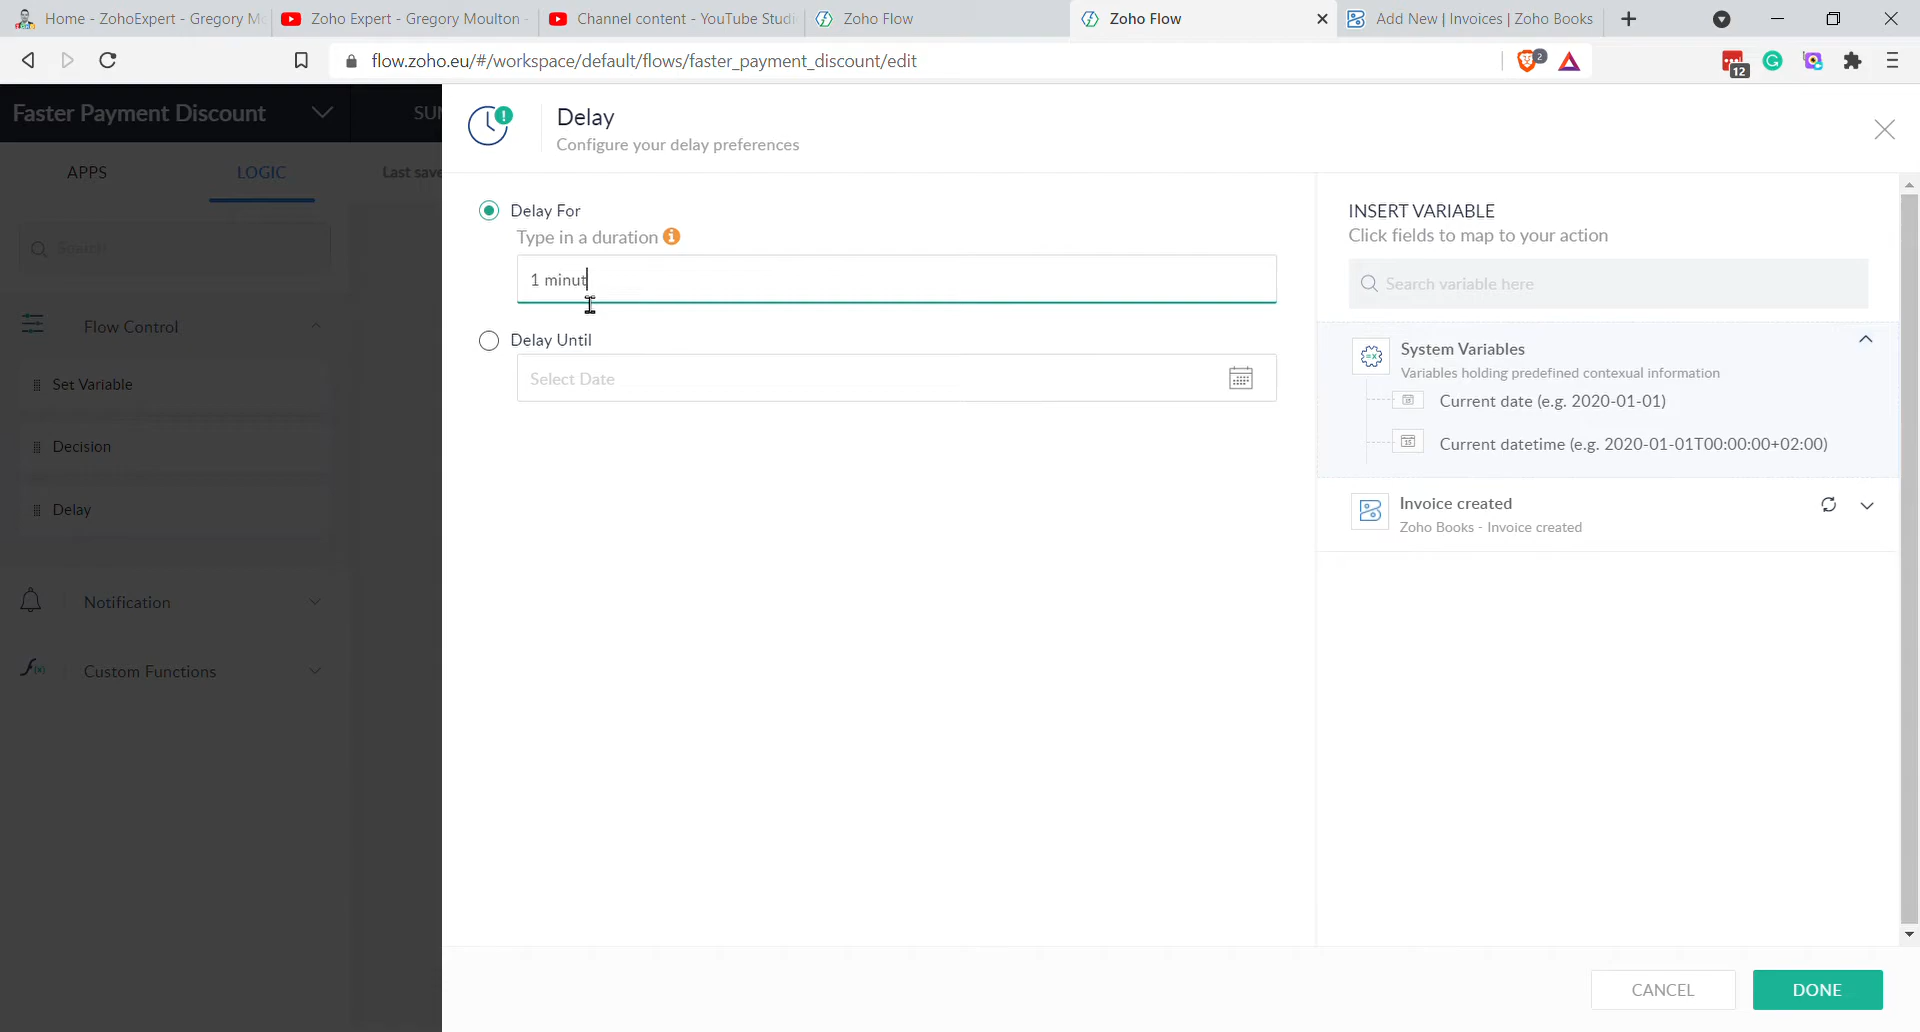 Home - ZohoExpert - Gregory Mo
Zoho Expert - Gregory Moulton -
Channel content - YouTube Studi
Zoho Flow
Zoho Flow
Add New | Invoices | Zoho Books
flow.zoho.eu/#/workspace/default/flows/faster_payment_discount/edit
2
12
Faster Payment Discount
SUM
Delay
Configure your delay preferences
APPS
LOGIC
Last save
Search
Flow Control
Set Variable
Decision
Delay
Notification
Custom Functions
Delay For
Type in a duration
1 minut
Delay Until
Select Date
INSERT VARIABLE
Click fields to map to your action
Search variable here
System Variables
Variables holding predefined contexual information
Current date (e.g. 2020-01-01)
Current datetime (e.g. 2020-01-01T00:00:00+02:00)
Invoice created
Zoho Books - Invoice created
CANCEL
DONE